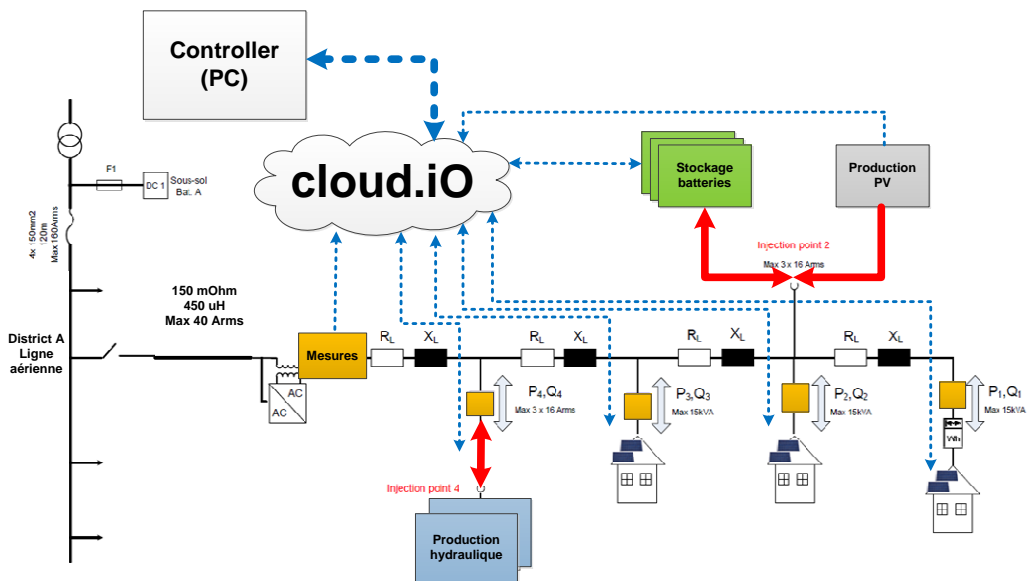 Controller
(PC)
cloud.iO
Stockage
batteries
Production
PV
F1
DC 1
Sous-sol
Bat. A
4x 150mm2
120m
Max 160Arms
Injection point 2
Max 3 x 16 Arms
150 mOhm
450 uH
Max 40 Arms
District A
Ligne
aérienne
Mesures
RL
XL
RL
XL
RL
XL
RL
XL
AC
AC
P4,Q4
Max 3 x 16 Arms
P3,Q3
Max 15kVA
P2,Q2
Max 15kVA
P1,Q1
Max 15kVA
Injection point 4
Production
hydraulique